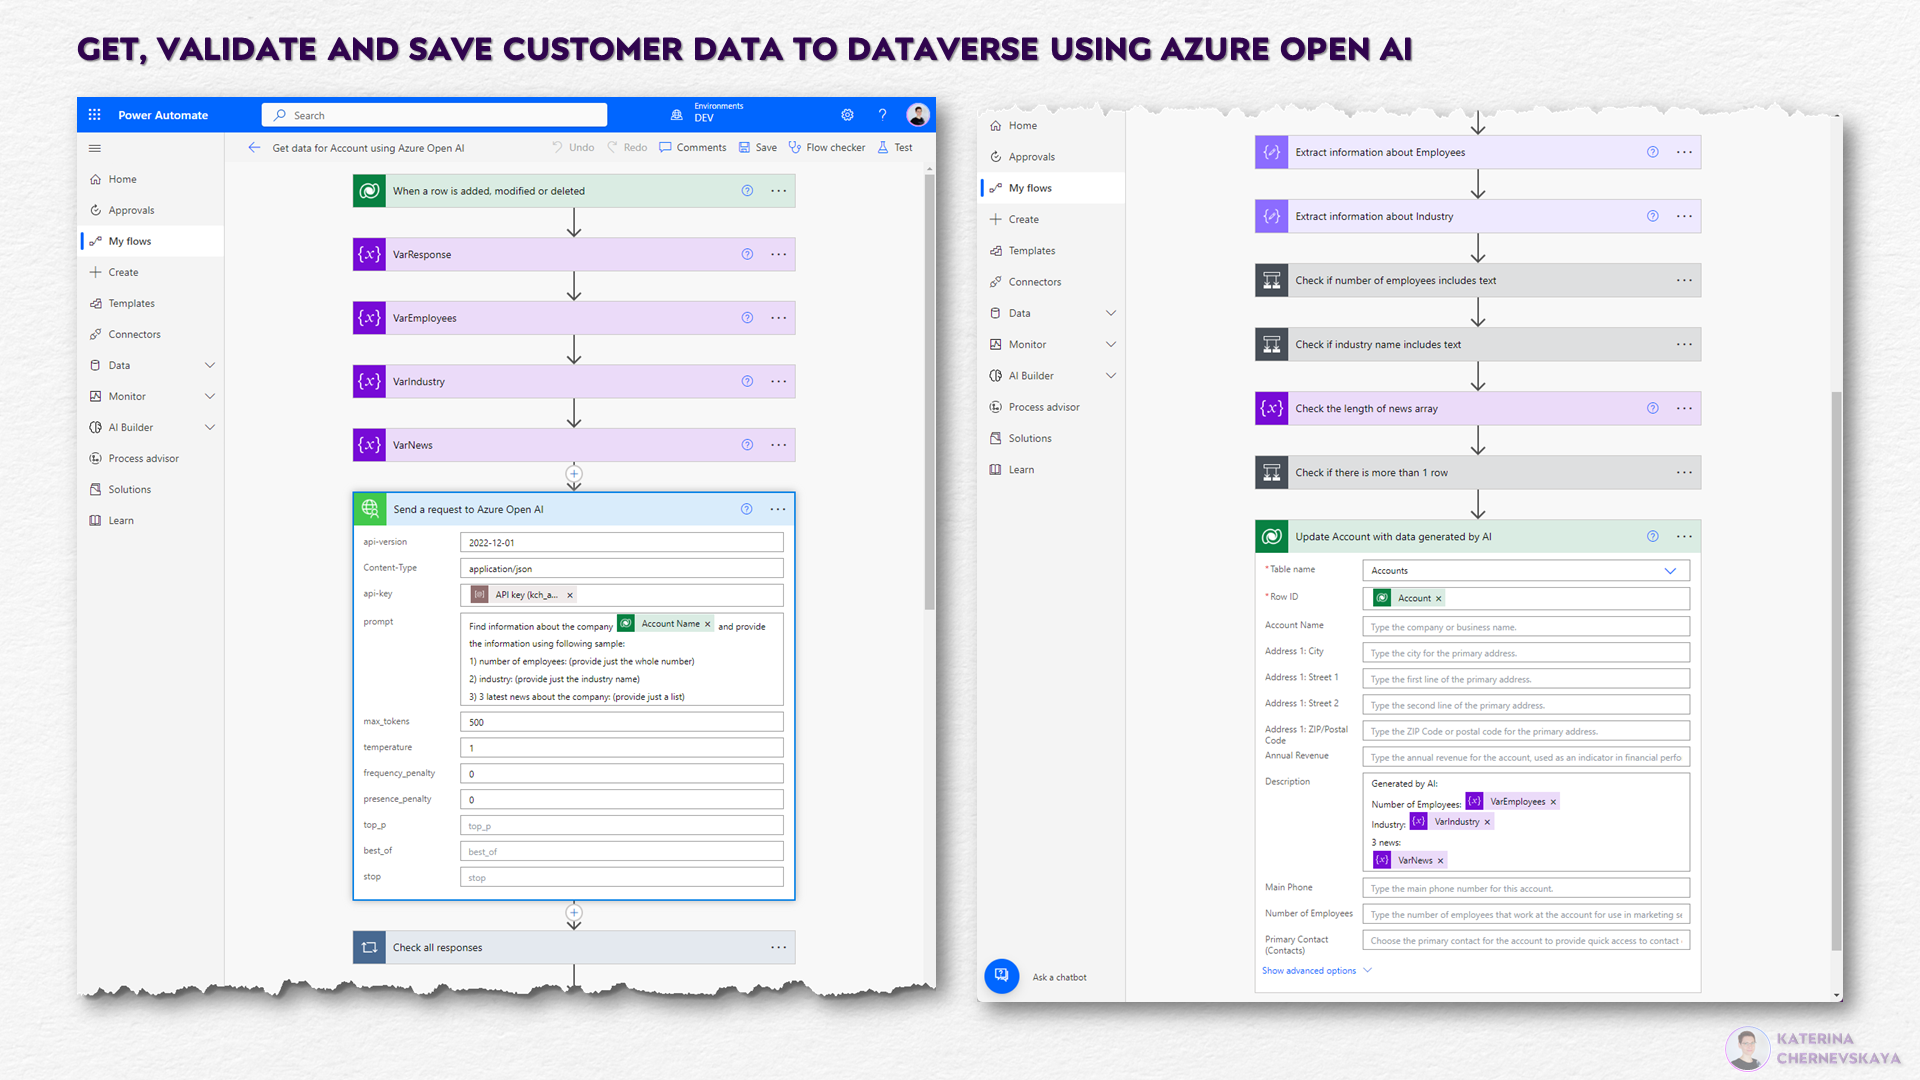 GET, VALIDATE AND SAVE CUSTOMER DATA TO DATAVERSE USING AZURE OPEN AI
Power Automate
Search
Environments
DEV
?
Get data for Account using Azure Open AI
Undo
Redo
Comments
Save
Flow checker
Test
Home
Approvals
My flows
Create
Templates
Connectors
Data
Monitor
AI Builder
Process advisor
Solutions
Learn
When a row is added, modified or deleted
{x} VarResponse
{x} VarEmployees
{x} VarIndustry
{x} VarNews
Send a request to Azure Open AI
api-version 2022-12-01
Content-Type application/json
api-key API key (kch_a... ×
prompt Find information about the company Account Name × and provide
the information using following sample:
1) number of employees: (provide just the whole number)
2) industry: (provide just the industry name)
3) 3 latest news about the company: (provide just a list)
max_tokens 500
temperature 1
frequency_penalty 0
presence_penalty 0
top_p top_p
best_of best_of
stop stop
Check all responses
Home
Approvals
My flows
Create
Templates
Connectors
Data
Monitor
AI Builder
Process advisor
Solutions
Learn
Ask a chatbot
Extract information about Employees
Extract information about Industry
Check if number of employees includes text
Check if industry name includes text
{x} Check the length of news array
Check if there is more than 1 row
Update Account with data generated by AI
* Table name Accounts
* Row ID Account ×
Account Name Type the company or business name.
Address 1: City Type the city for the primary address.
Address 1: Street 1 Type the first line of the primary address.
Address 1: Street 2 Type the second line of the primary address.
Address 1: ZIP/Postal
Code Type the ZIP Code or postal code for the primary address.
Annual Revenue Type the annual revenue for the account, used as an indicator in financial perfo
Description Generated by AI:
Number of Employees: {x} VarEmployees ×
Industry: {x} VarIndustry ×
3 news:
{x} VarNews ×
Main Phone Type the main phone number for this account.
Number of Employees Type the number of employees that work at the account for use in marketing se
Primary Contact
(Contacts) Choose the primary contact for the account to provide quick access to contact
Show advanced options
KATERINA
CHERNEVSKAYA